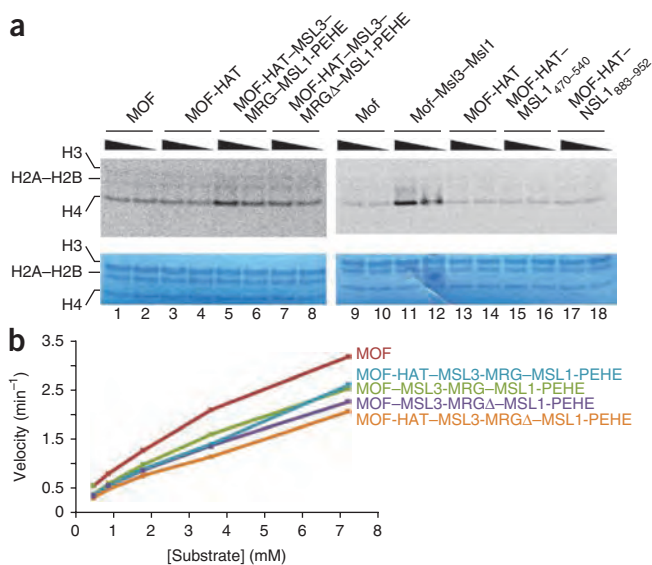 a
MOF
MOF-HAT
MOF-HAT–MSL3–
MRG–MSL1-PEHE
MOF-HAT–MSL3–
MRGΔ–MSL1-PEHE
Mof
Mof–Msl3–Msl1
MOF-HAT
MOF-HAT–
MSL1470–540
MOF-HAT–
NSL1883–952
H3
H2A–H2B
H4
H3
H2A–H2B
H4
1 2 3 4 5 6 7 8 9 10 11 12 13 14 15 16 17 18
b
3.5
2.5
1.5
0.5
0
Velocity (min–1)
MOF
MOF-HAT–MSL3-MRG–MSL1-PEHE
MOF–MSL3-MRG–MSL1-PEHE
MOF–MSL3-MRGΔ–MSL1-PEHE
MOF-HAT–MSL3-MRGΔ–MSL1-PEHE
0 1 2 3 4 5 6 7 8
[Substrate] (mM)